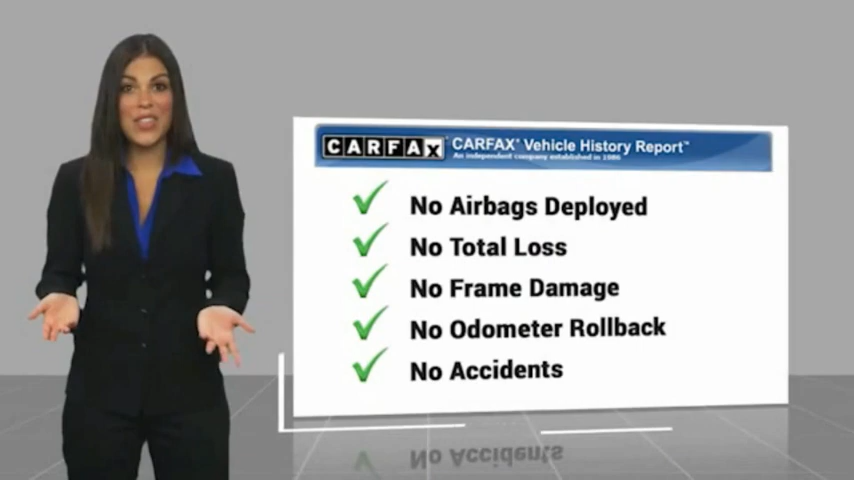 CARFAX CARFAX® Vehicle History Report™
An independent company established in 1986
No Airbags Deployed
No Total Loss
No Frame Damage
No Odometer Rollback
No Accidents
No Accidents